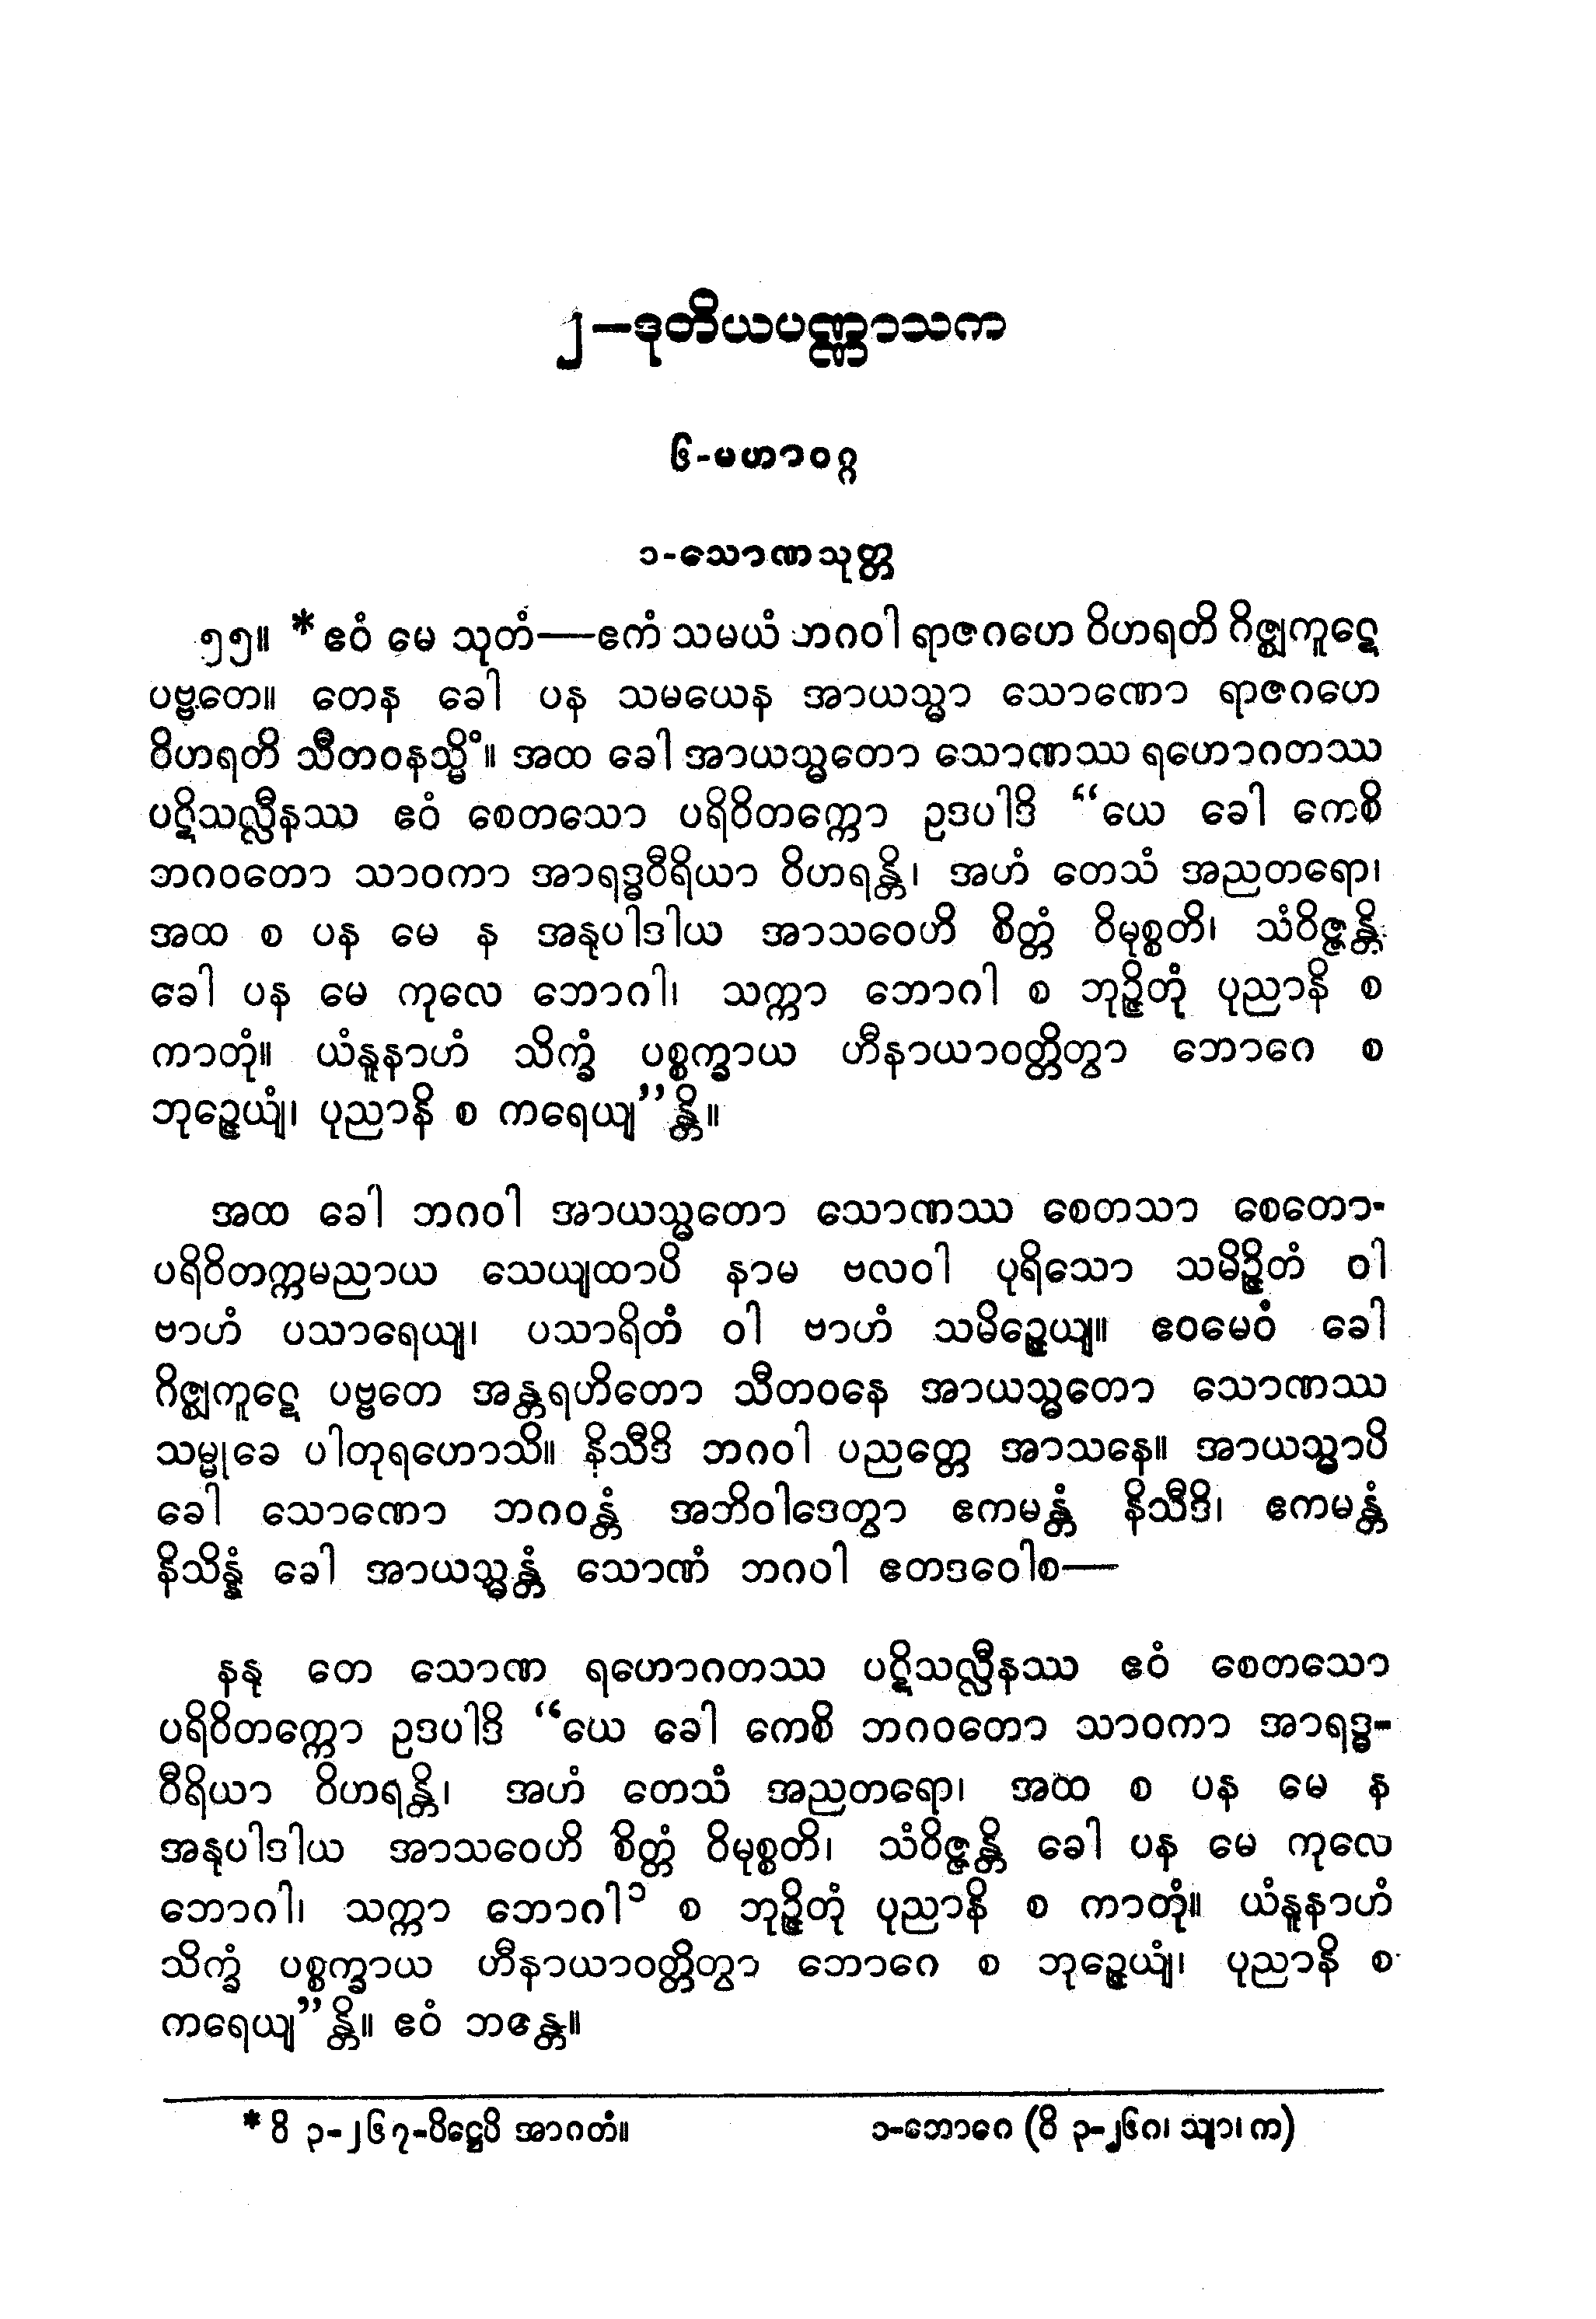 ၂—ဒုတိယပဏ္ဏာသက
၆-မဟာဝဂ္ဂ
၁-သောဏသုတ္တ
၅၅။ *ဧဝံ မေ သုတံ—ဧကံ သမယံ ဘဂဝါ ရာဇဂဟေ ဝိဟရတိ ဂိဇ္ဈကူဋေ
ပဗ္ဗတေ။ တေန ခေါ ပန သမယေန အာယသ္မာ သောဏော ရာဇဂဟေ
ဝိဟရတိ သီတဝနသ္မိံ။ အထ ခေါ အာယသ္မတော သောဏဿ ရဟောဂတဿ
ပဋိသလ္လီနဿ ဧဝံ စေတသော ပရိဝိတက္ကော ဥဒပါဒိ “ယေ ခေါ ကေစိ
ဘဂဝတော သာဝကာ အာရဒ္ဓဝီရိယာ ဝိဟရန္တိ၊ အဟံ တေသံ အညတရော၊
အထ စ ပန မေ န အနုပါဒါယ အာသဝေဟိ စိတ္တံ ဝိမုစ္စတိ၊ သံဝိဇ္ဇန္တိ
ခေါ ပန မေ ကုလေ ဘောဂါ၊ သက္ကာ ဘောဂါ စ ဘုဉ္ဇိတုံ ပုညာနိ စ
ကာတုံ။ ယံနူနာဟံ သိက္ခံ ပစ္စက္ခာယ ဟီနာယာဝတ္တိတွာ ဘောဂေ စ
ဘုဉ္ဇေယျံ၊ ပုညာနိ စ ကရေယျ”န္တိ။
အထ ခေါ ဘဂဝါ အာယသ္မတော သောဏဿ စေတသာ စေတော-
ပရိဝိတက္ကမညာယ သေယျထာပိ နာမ ဗလဝါ ပုရိသော သမိဉ္ဇိတံ ဝါ
ဗာဟံ ပသာရေယျ၊ ပသာရိတံ ဝါ ဗာဟံ သမိဉ္ဇေယျ။ ဧဝမေဝံ ခေါ
ဂိဇ္ဈကူဋေ ပဗ္ဗတေ အန္တရဟိတော သီတဝနေ အာယသ္မတော သောဏဿ
သမ္မုခေ ပါတုရဟောသိ။ နိသီဒိ ဘဂဝါ ပညတ္တေ အာသနေ။ အာယသ္မာပိ
ခေါ သောဏော ဘဂဝန္တံ အဘိဝါဒေတွာ ဧကမန္တံ နိသီဒိ၊ ဧကမန္တံ
နိသိန္နံ ခေါ အာယသ္မန္တံ သောဏံ ဘဂဝါ ဧတဒဝေါစ—
နနု တေ သောဏ ရဟောဂတဿ ပဋိသလ္လီနဿ ဧဝံ စေတသော
ပရိဝိတက္ကော ဥဒပါဒိ “ယေ ခေါ ကေစိ ဘဂဝတော သာဝကာ အာရဒ္ဓ-
ဝီရိယာ ဝိဟရန္တိ၊ အဟံ တေသံ အညတရော၊ အထ စ ပန မေ န
အနုပါဒါယ အာသဝေဟိ စိတ္တံ ဝိမုစ္စတိ၊ သံဝိဇ္ဇန္တိ ခေါ ပန မေ ကုလေ
ဘောဂါ၊ သက္ကာ ဘောဂါ၁ စ ဘုဉ္ဇိတုံ ပုညာနိ စ ကာတုံ။ ယံနူနာဟံ
သိက္ခံ ပစ္စက္ခာယ ဟီနာယာဝတ္တိတွာ ဘောဂေ စ ဘုဉ္ဇေယျံ၊ ပုညာနိ စ
ကရေယျ”န္တိ။ ဧဝံ ဘန္တေ။
* ဝိ ၃-၂၆၇-ပိဋ္ဌေပိ အာဂတံ။ ၁-ဘောဂေ (ဝိ ၃-၂၆၈၊ သျာ၊ က)